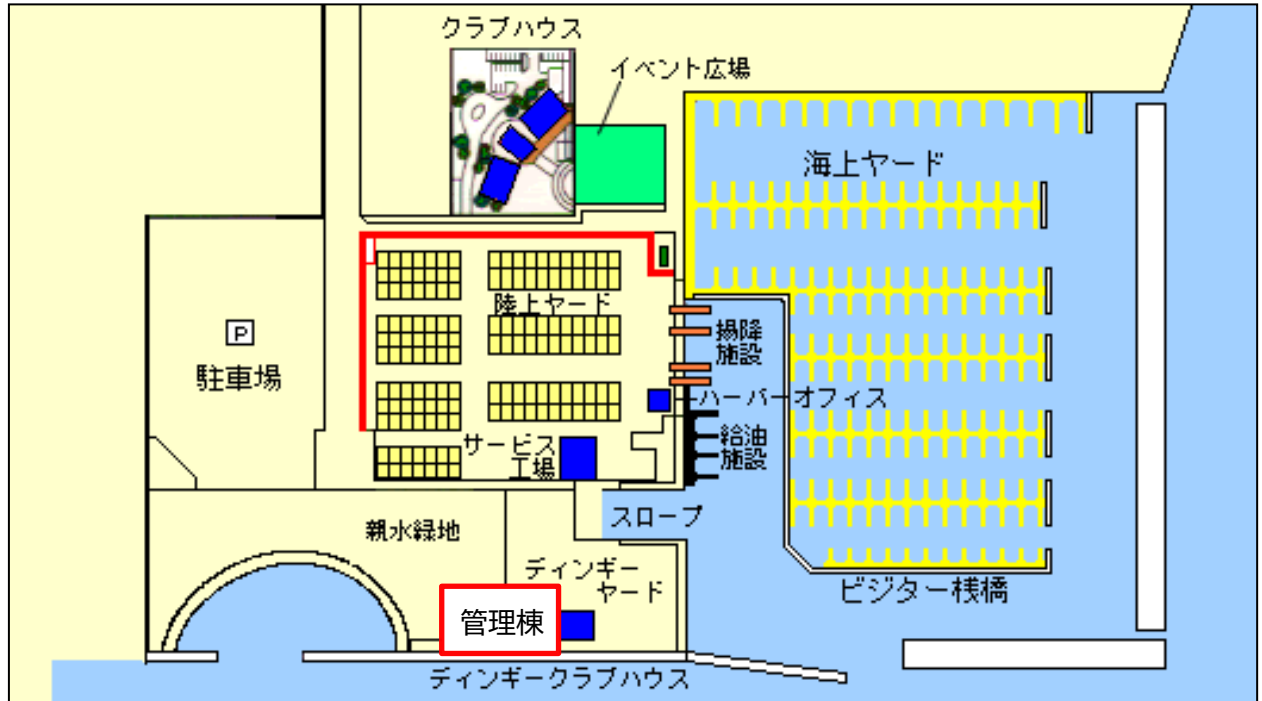 クラブハウス
イベント広場
海上ヤード
陸上ヤード
P
駐車場
揚降
施設
ハーバーオフィス
サービス
工場
給油
施設
スロープ
親水緑地
ディンギー
ヤード
管理棟
ビジター桟橋
ディンギークラブハウス